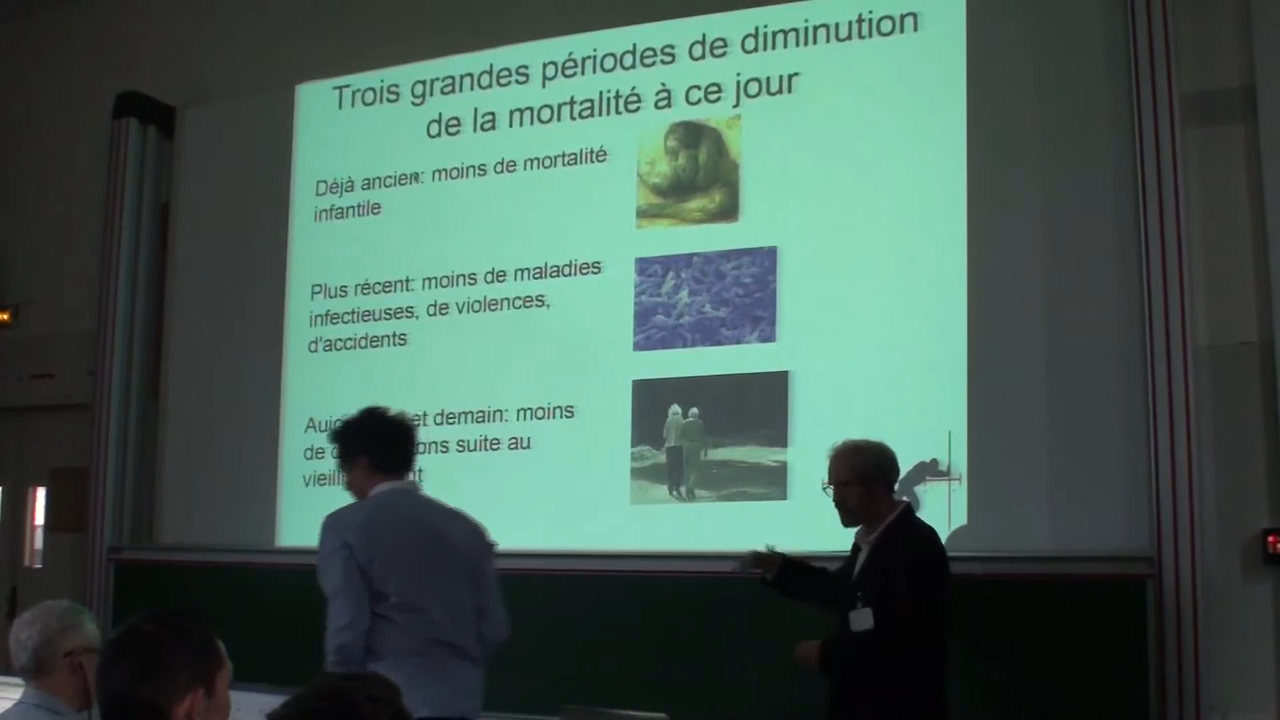 Trois grandes périodes de diminution
de la mortalité à ce jour
Déjà ancien: moins de mortalité
infantile
Plus récent: moins de maladies
infectieuses, de violences,
d'accidents
et demain: moins
de suite au